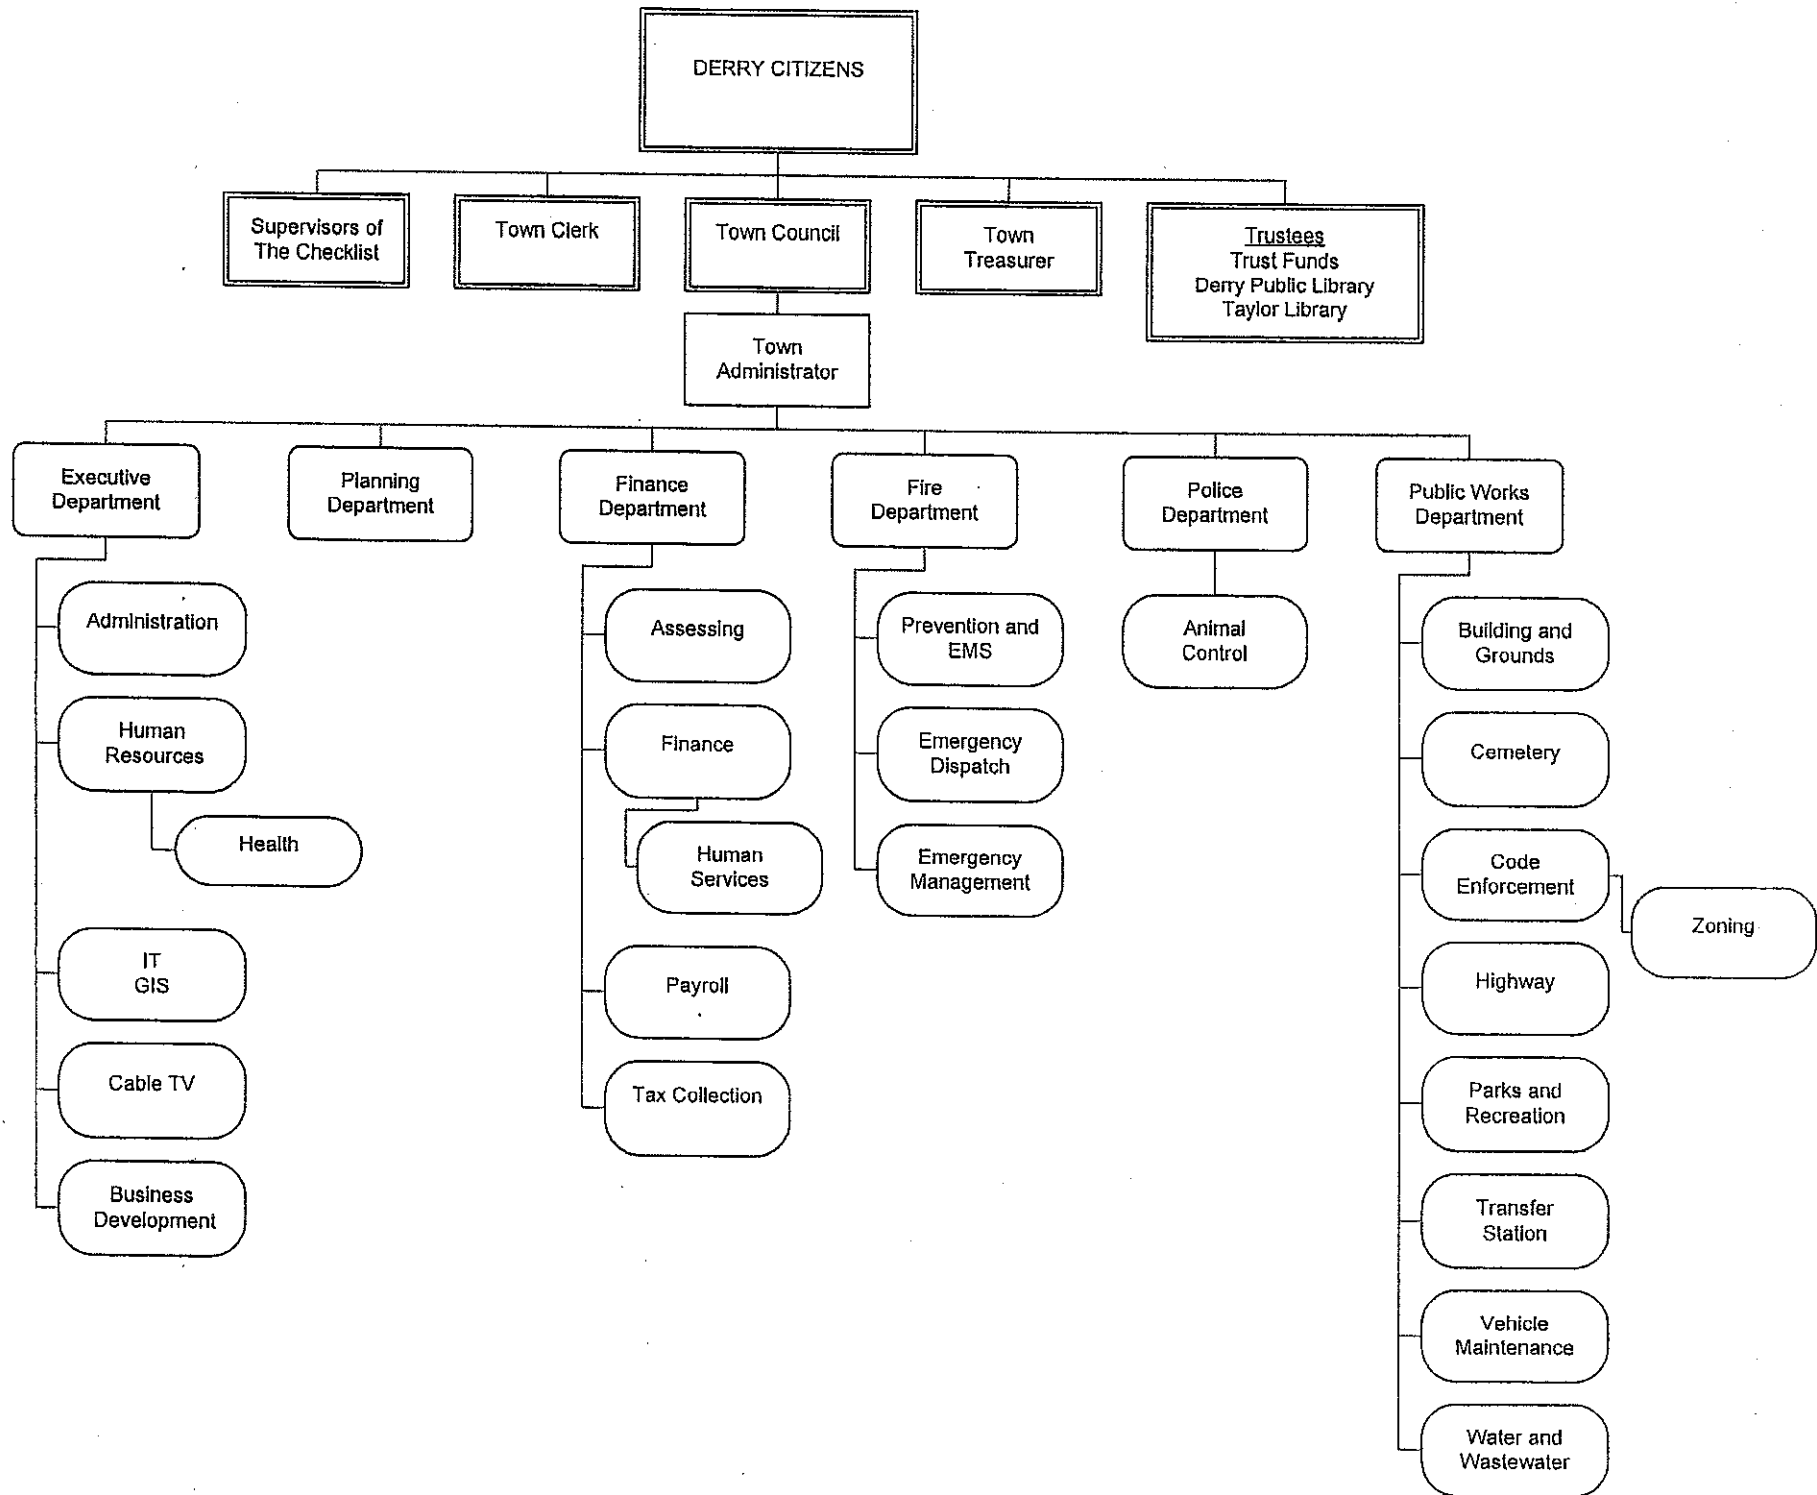 DERRY CITIZENS
Supervisors of
The Checklist
Town Clerk
Town Council
Town
Treasurer
Trustees
Trust Funds
Derry Public Library
Taylor Library
Town
Administrator
Executive
Department
Planning
Department
Finance
Department
Fire
Department
Police
Department
Public Works
Department
Administration
Human
Resources
Health
IT
GIS
Cable TV
Business
Development
Assessing
Finance
Human
Services
Payroll
Tax Collection
Prevention and
EMS
Emergency
Dispatch
Emergency
Management
Animal
Control
Building and
Grounds
Cemetery
Code
Enforcement
Zoning
Highway
Parks and
Recreation
Transfer
Station
Vehicle
Maintenance
Water and
Wastewater